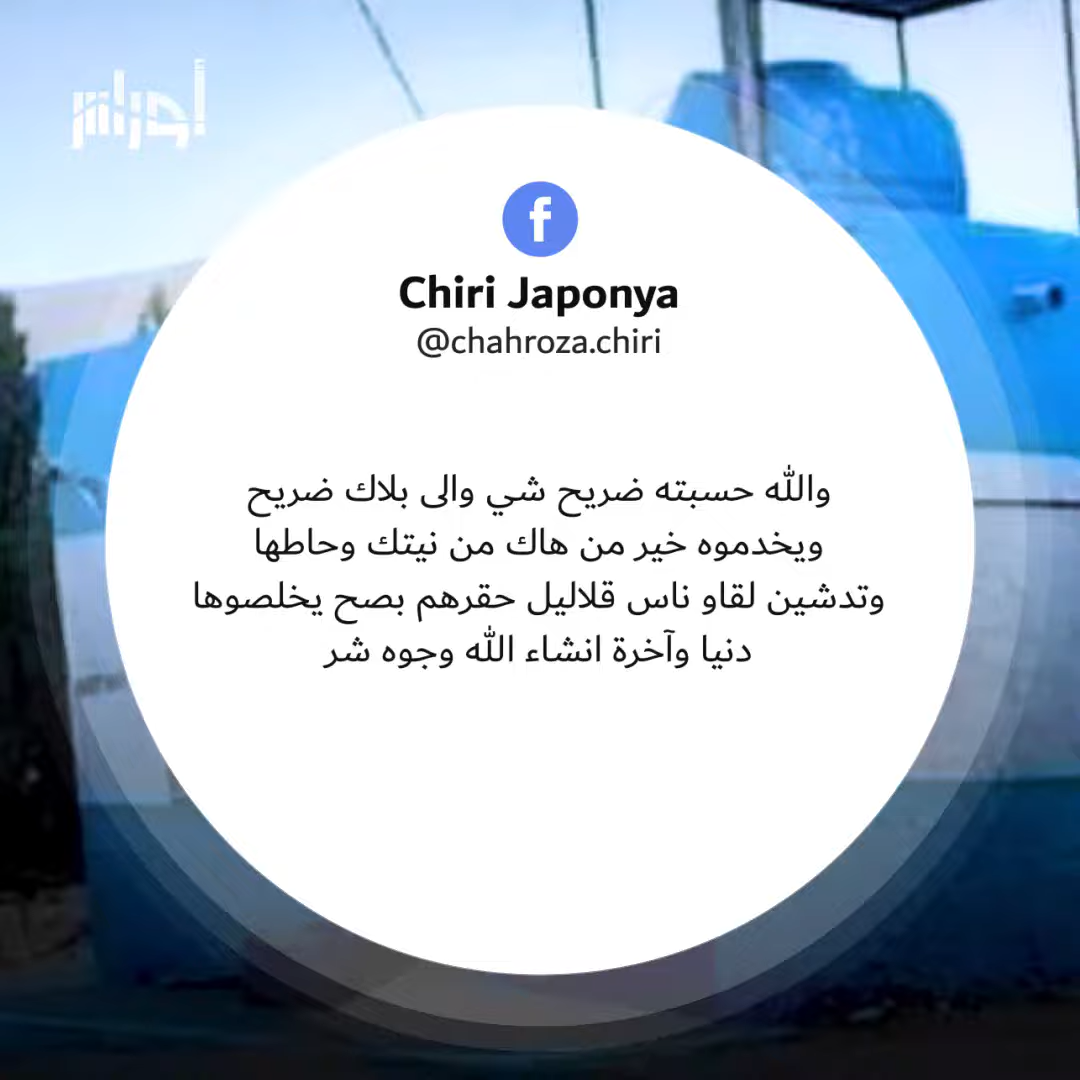 Chiri Japonya
@chahroza.chiri
والله حسبته ضريح شي والى بلاك ضريح
ويخدموه خير من هاك من نيتك وحاطها
وتدشين لقاو ناس قلاليل حقرهم بصح يخلصوها
دنيا وآخرة انشاء الله وجوه شر